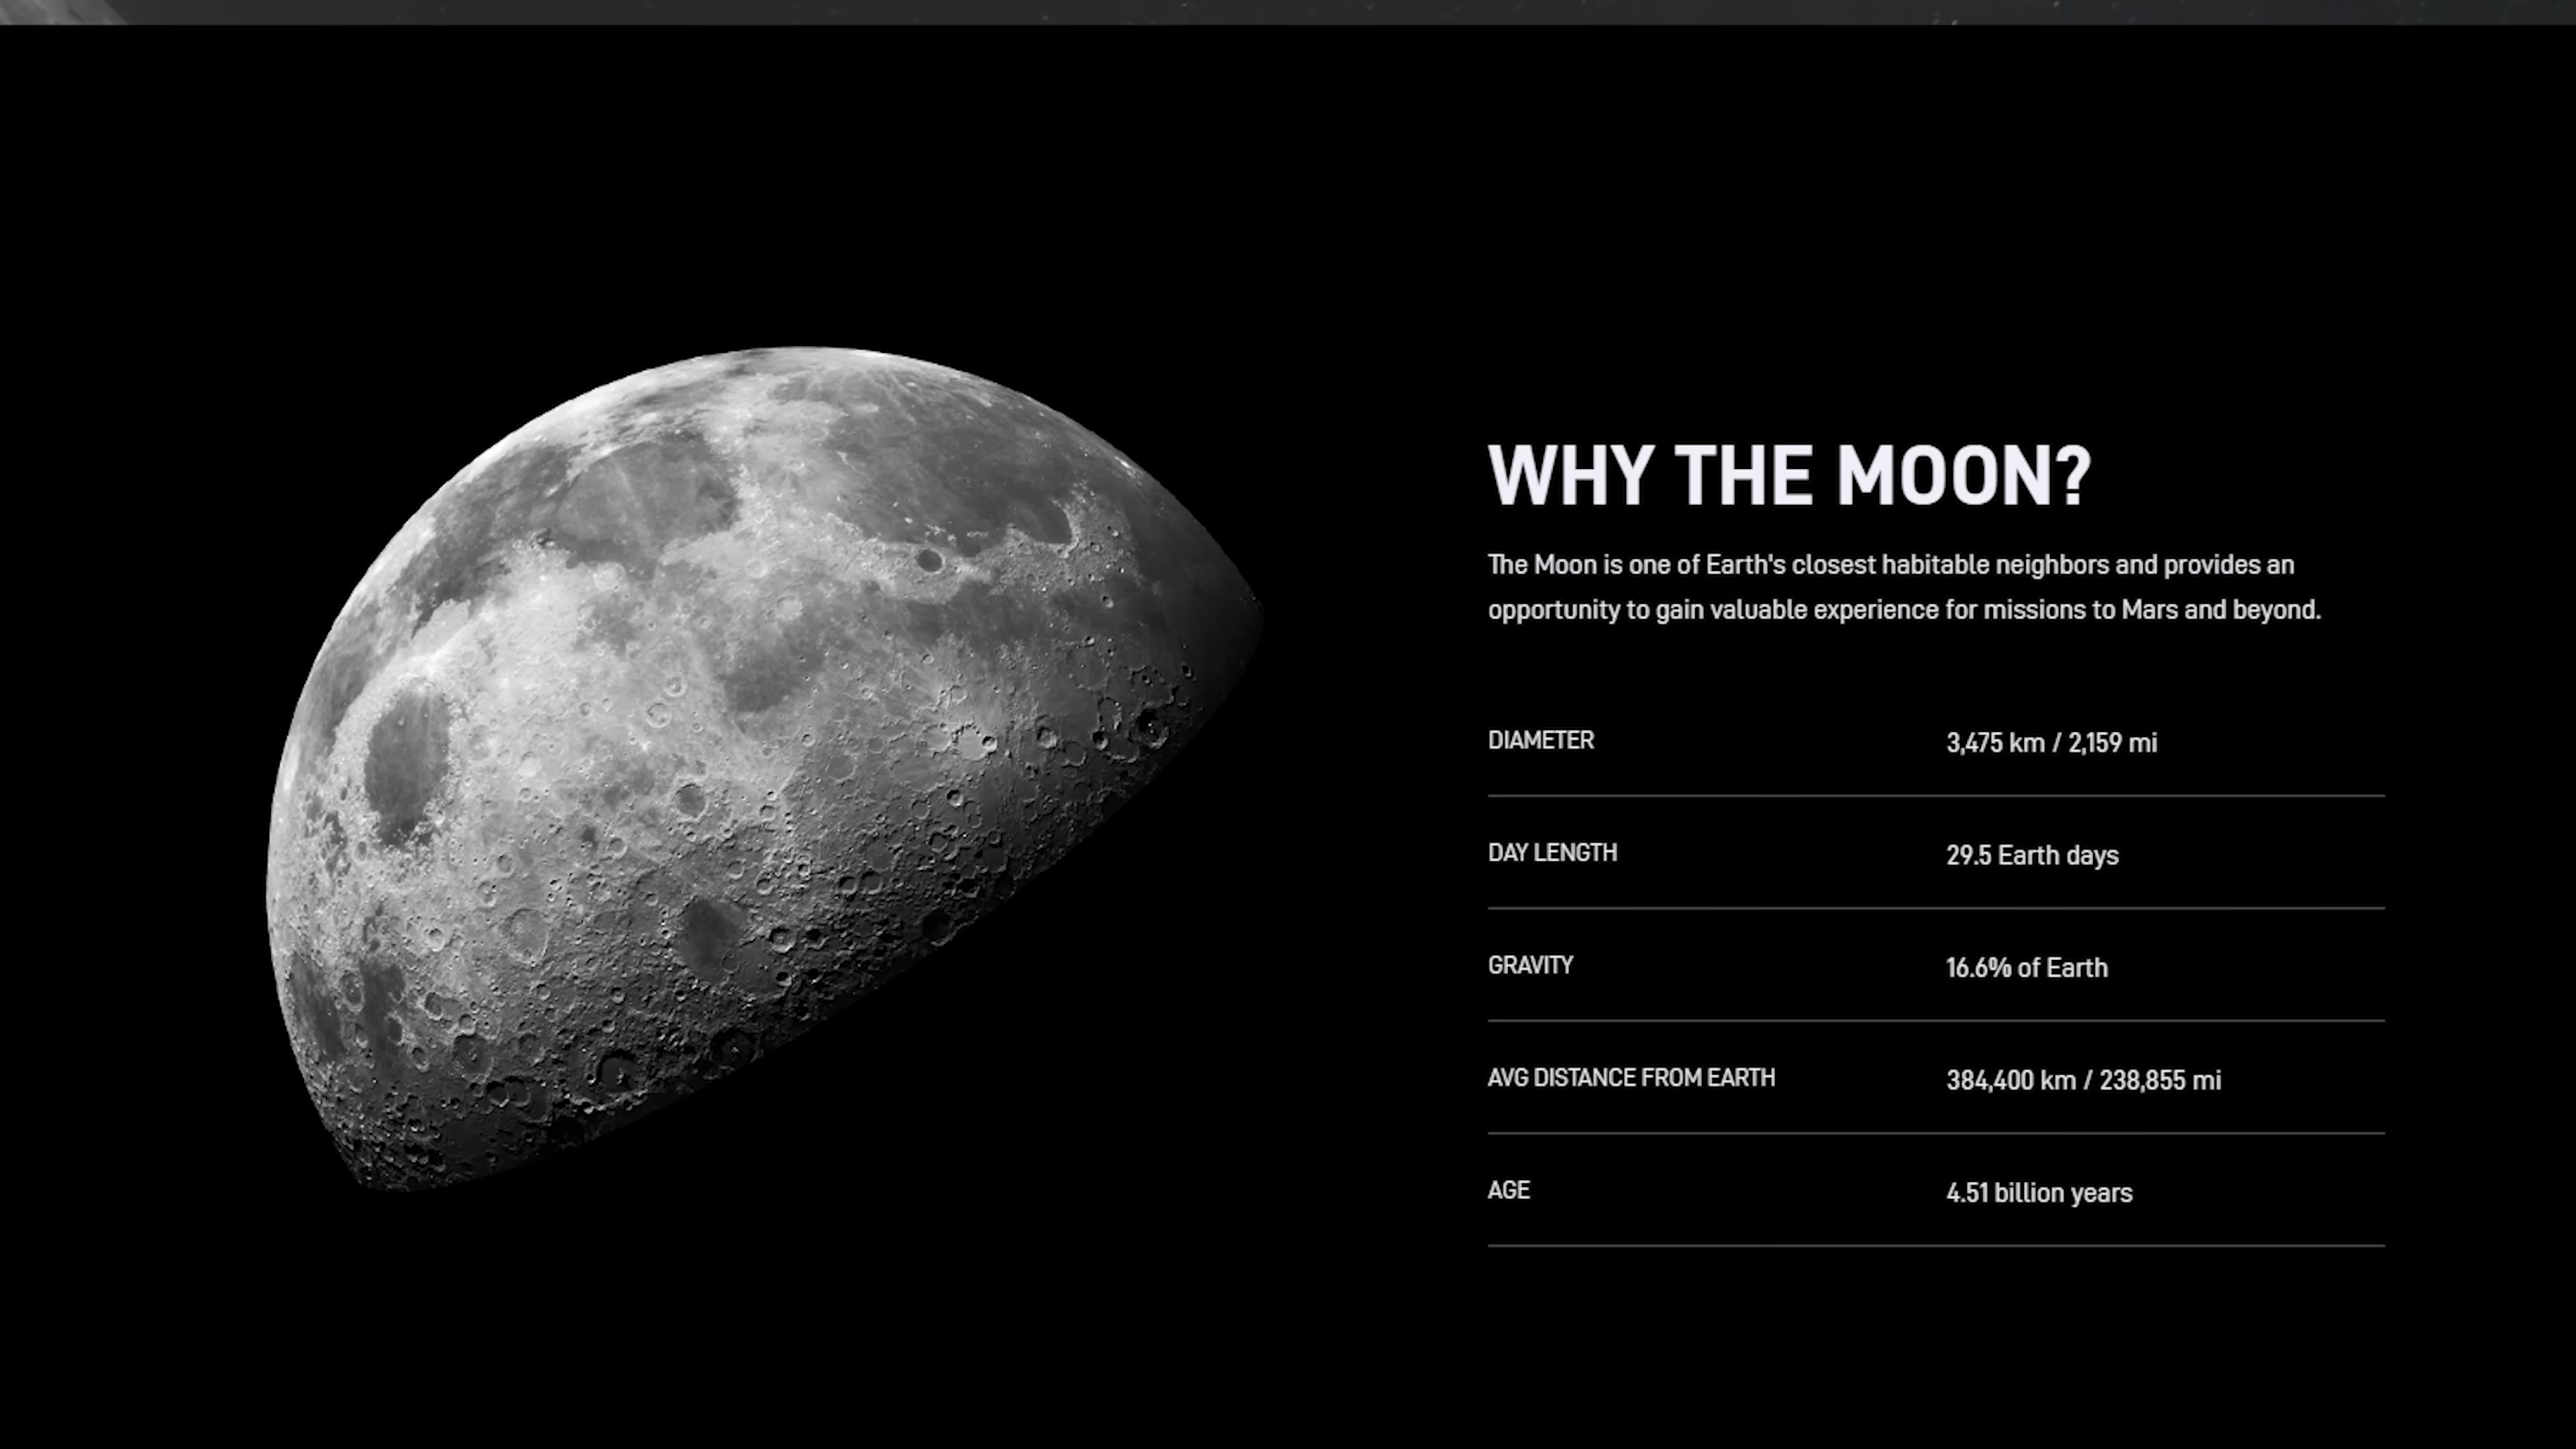 WHY THE MOON?
The Moon is one of Earth's closest habitable neighbors and provides an
opportunity to gain valuable experience for missions to Mars and beyond.
DIAMETER 3,475 km / 2,159 mi
DAY LENGTH 29.5 Earth days
GRAVITY 16.6% of Earth
AVG DISTANCE FROM EARTH 384,400 km / 238,855 mi
AGE 4.51 billion years